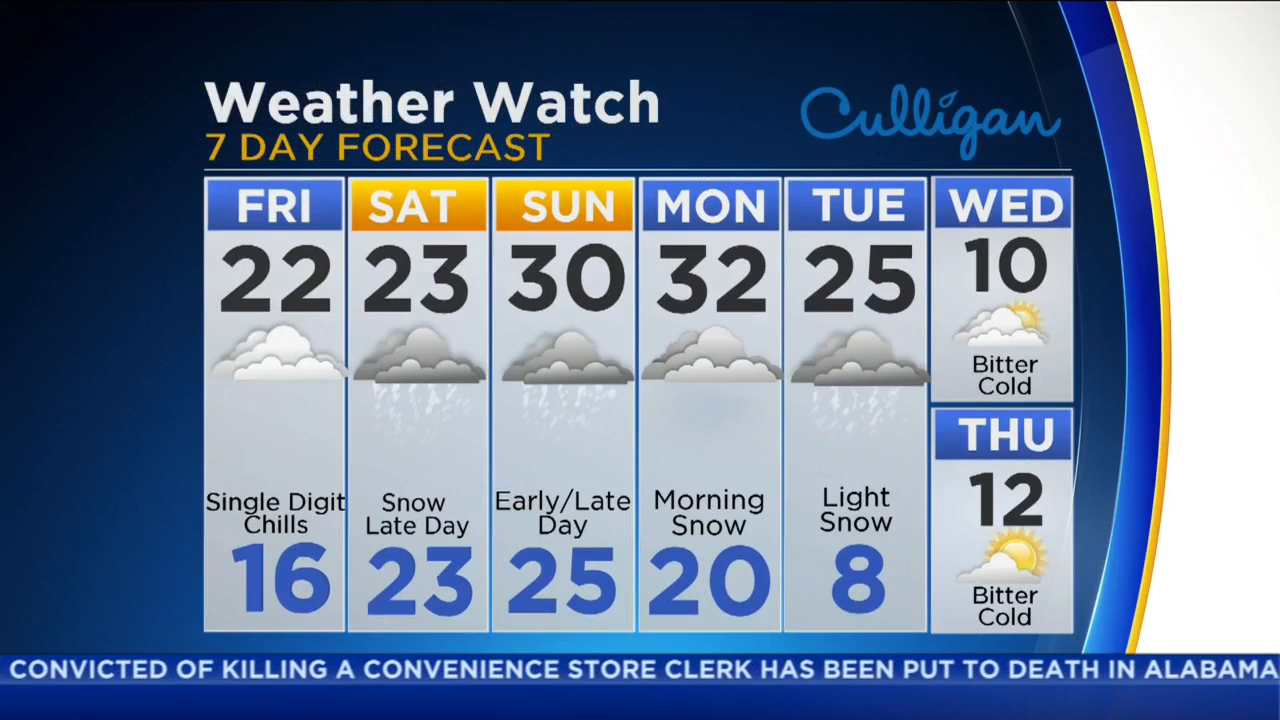 Weather Watch
Culligan
7 DAY FORECAST
FRI
22
Single Digit
Chills
16
SAT
23
Snow
Late Day
23
SUN
30
Early/Late
Day
25
MON
32
Morning
Snow
20
TUE
25
Light
Snow
8
WED
10
Bitter
Cold
THU
12
Bitter
Cold
CONVICTED OF KILLING A CONVENIENCE STORE CLERK HAS BEEN PUT TO DEATH IN ALABAMA